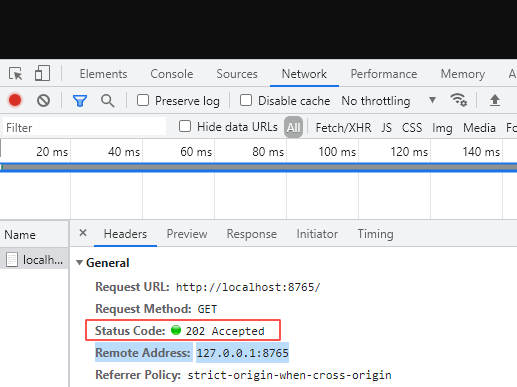 Elements Console Sources Network Performance Memory A
Preserve log Disable cache No throttling
Filter Hide data URLs All Fetch/XHR JS CSS Img Media Fo
20 ms 40 ms 60 ms 80 ms 100 ms 120 ms 140 ms
Name × Headers Preview Response Initiator Timing
localh... General
Request URL: http://localhost:8765/
Request Method: GET
Status Code: 202 Accepted
Remote Address: 127.0.0.1:8765
Referrer Policy: strict-origin-when-cross-origin